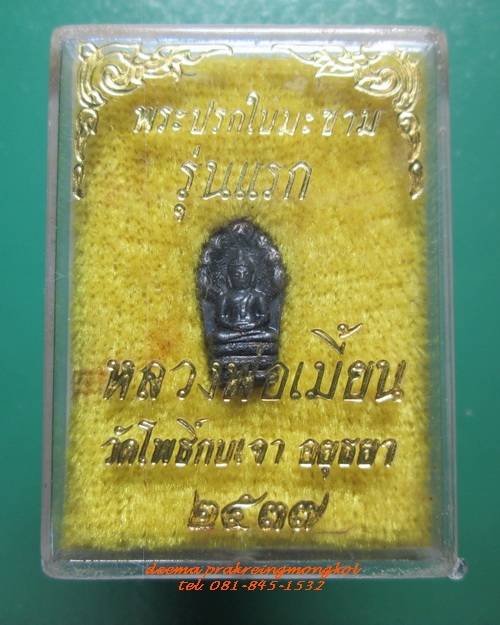 พระปรกใบมะขาม
รุ่นแรก
หลวงพ่อเมี้ยน
วัดโพธิ์กบเจา อยุธยา
๒๕๓๗
deema prakreingmongkol
tel. 081-845-1532